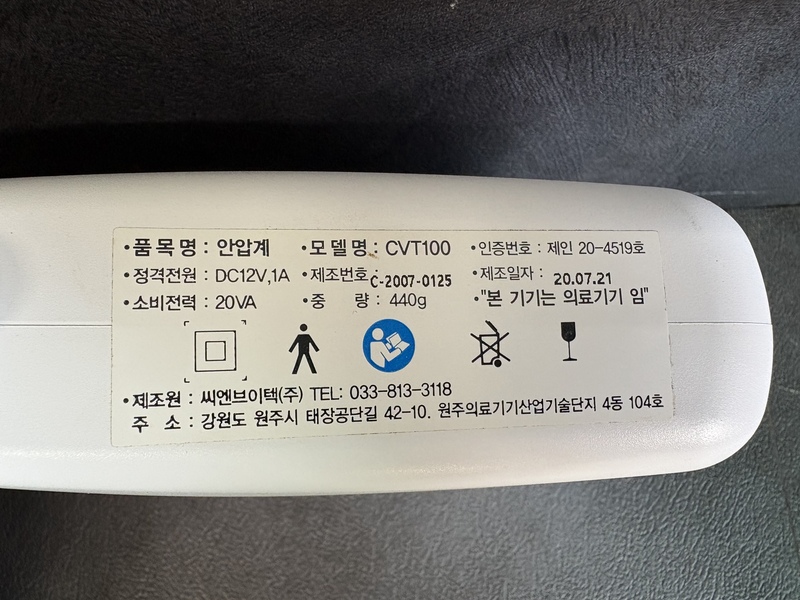 •품목명 : 안압계 •모델명 : CVT100 •인증번호 : 제인 20-4519호
•정격전원 : DC12V,1A •제조번호 : C-2007-0125 •제조일자 : 20.07.21
•소비전력 : 20VA •중 량 : 440g •"본 기기는 의료기기 임"
•제조원 : 씨엔브이텍(주) TEL: 033-813-3118
주 소 : 강원도 원주시 태장공단길 42-10. 원주의료기기산업기술단지 4동 104호